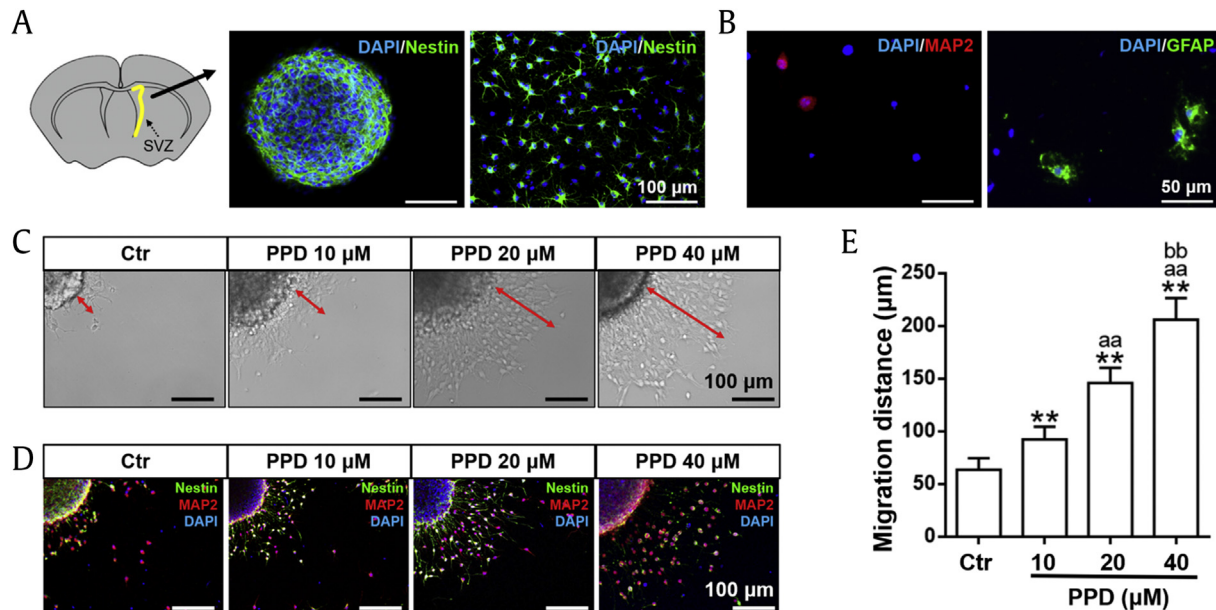 A
DAPI/Nestin
DAPI/Nestin
SVZ
100 µm
B
DAPI/MAP2
DAPI/GFAP
50 µm
C
Ctr
PPD 10 µM
PPD 20 µM
PPD 40 µM
100 µm
D
Ctr
PPD 10 µM
PPD 20 µM
PPD 40 µM
Nestin
MAP2
DAPI
Nestin
MAP2
DAPI
Nestin
MAP2
DAPI
Nestin
MAP2
DAPI
100 µm
E
Migration distance (µm)
250
200
150
100
50
0
**
aa
**
bb
aa
**
Ctr
10
20
40
PPD (µM)